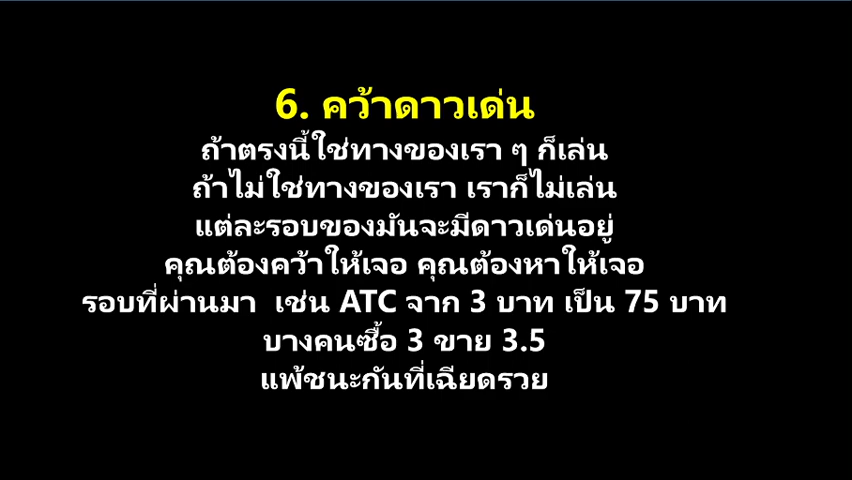 6. คว้าดาวเด่น
ถ้าตรงนี้ใช่ทางของเรา ๆ ก็เล่น
ถ้าไม่ใช่ทางของเรา เราก็ไม่เล่น
แต่ละรอบของมันจะมีดาวเด่นอยู่
คุณต้องคว้าให้เจอ คุณต้องหาให้เจอ
รอบที่ผ่านมา เช่น ATC จาก 3 บาท เป็น 75 บาท
บางคนซื้อ 3 ขาย 3.5
แพ้ชนะกันที่เฉียดรวย